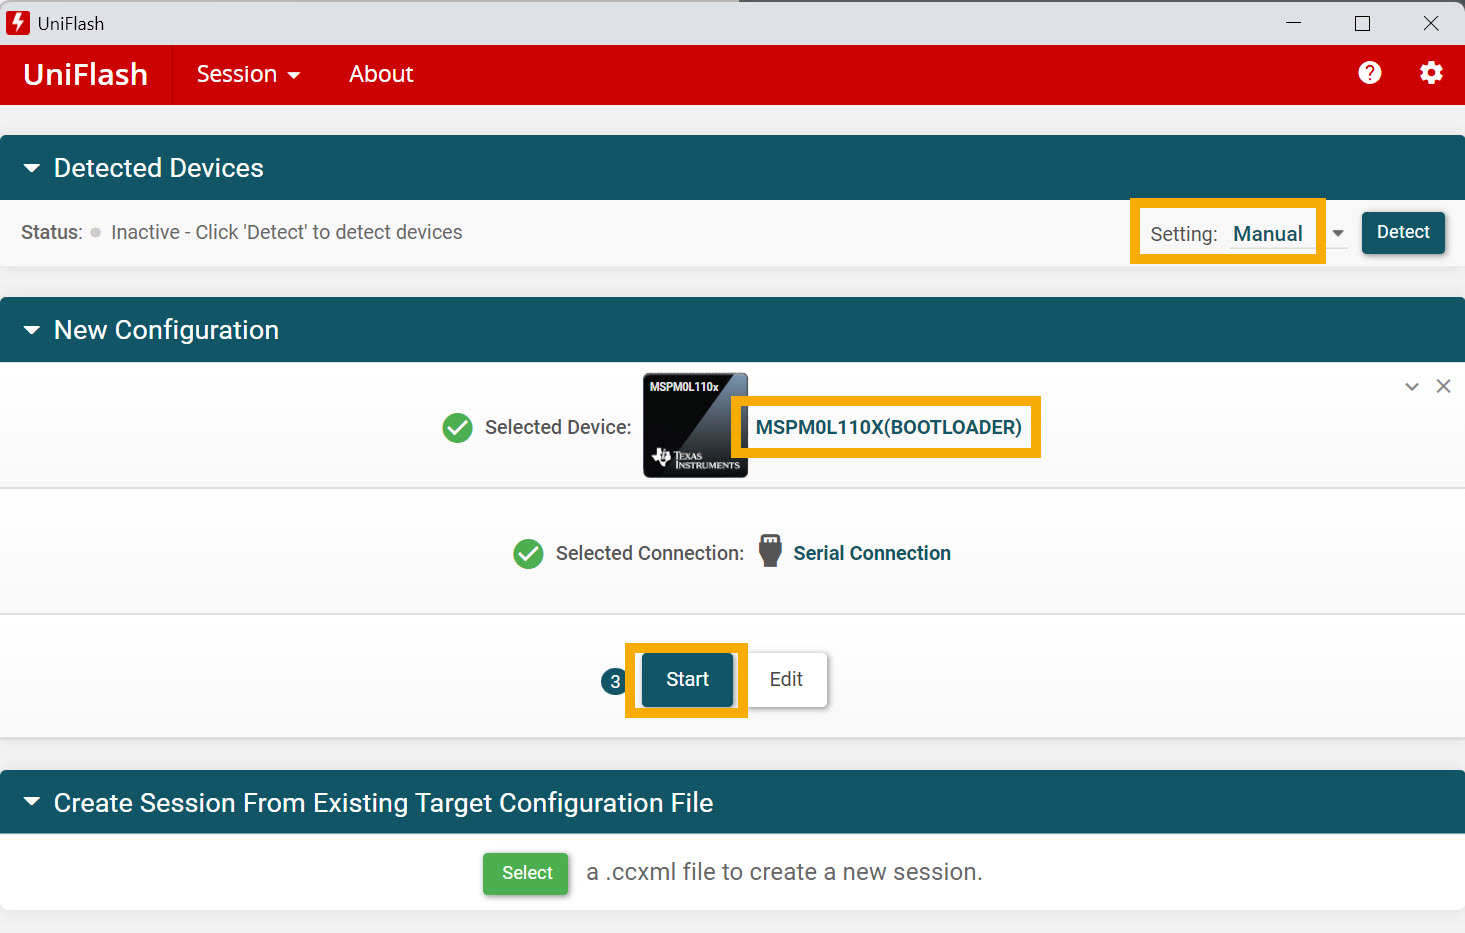 UniFlash
UniFlash Session About ?
Detected Devices
Status: Inactive - Click 'Detect' to detect devices Setting: Manual Detect
New Configuration
MSPM0L110x
Selected Device: MSPM0L110X(BOOTLOADER)
TEXAS
INSTRUMENTS
Selected Connection: Serial Connection
3 Start Edit
Create Session From Existing Target Configuration File
Select a .ccxml file to create a new session.